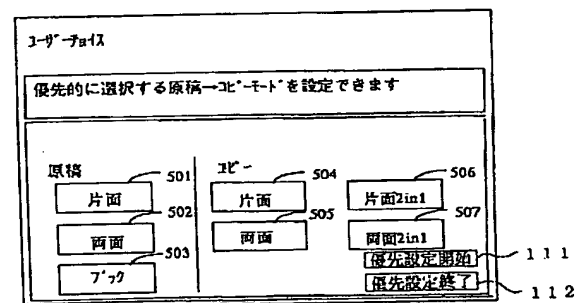 ﾕｰｻﾞｰﾁｮｲｽ
優先的に選択する原稿→ｺﾋﾟｰﾓｰﾄﾞを設定できます
原稿
501
片面
502
両面
503
ﾌﾞｯｸ
ｺﾋﾟｰ
504
片面
505
両面
506
片面2in1
507
両面2in1
優先設定開始
111
優先設定終了
112